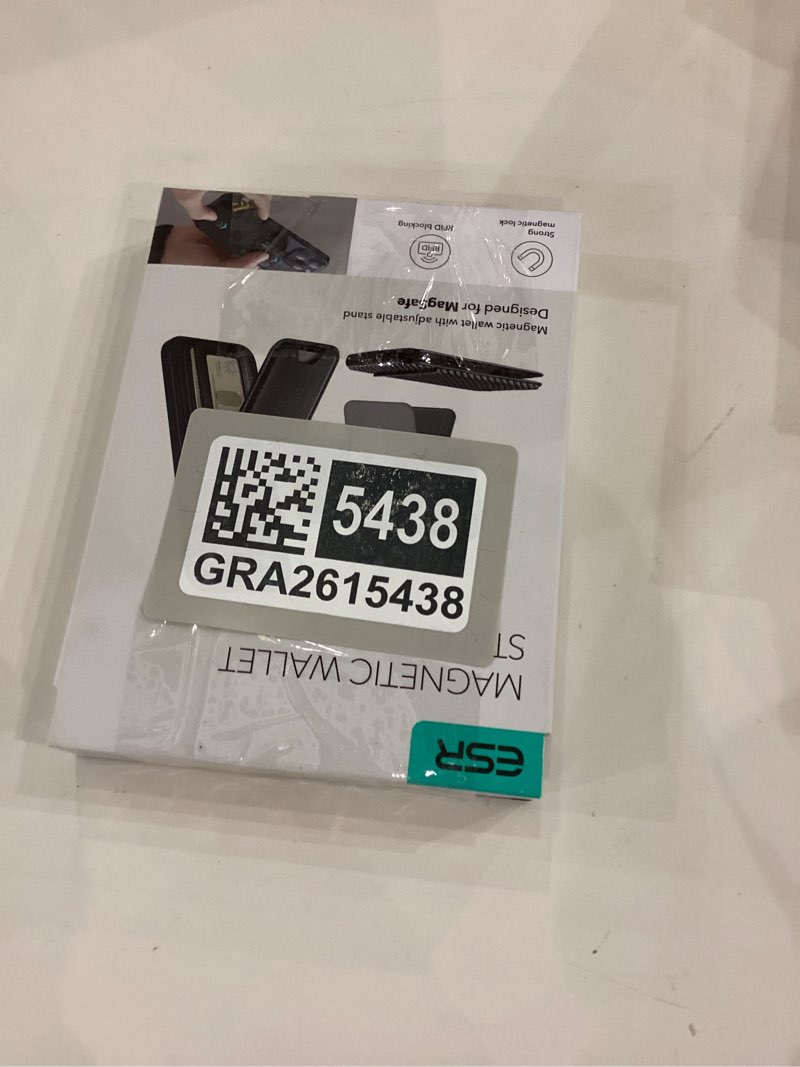 ESR
MAGNETIC WALLET
ST
5438
GRA2615438
Magnetic wallet with adjustable stand
Designed for MagSafe
Strong
magnetic lock
RFID
RFID blocking